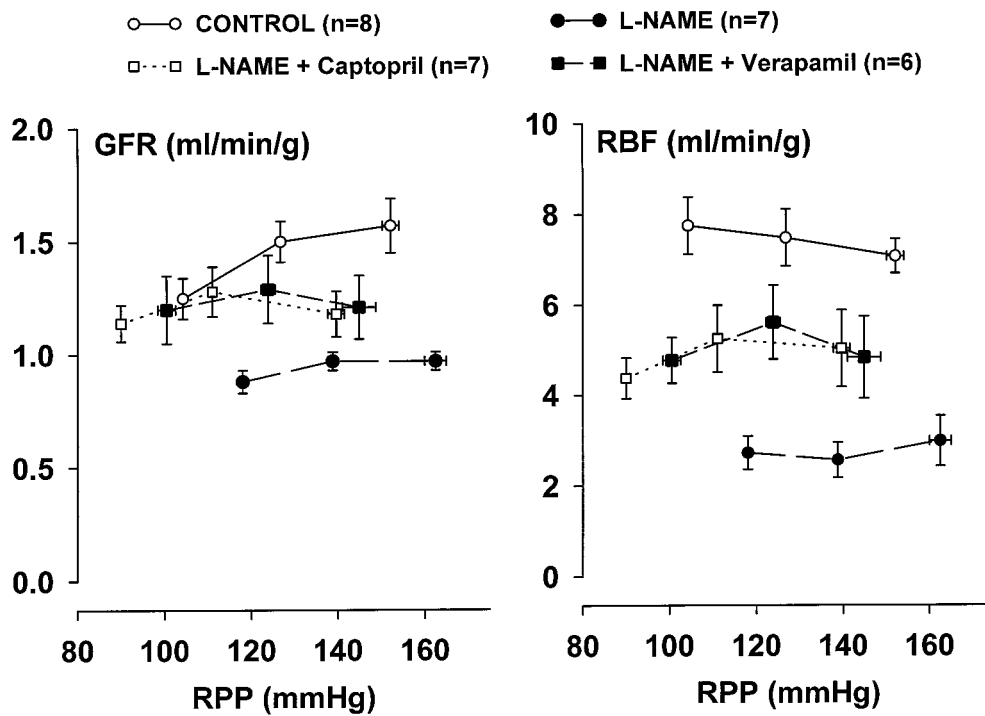 CONTROL (n=8)
L-NAME (n=7)
L-NAME + Captopril (n=7)
L-NAME + Verapamil (n=6)
GFR (ml/min/g)
2.0
1.5
1.0
0.5
0.0
80 100 120 140 160
RPP (mmHg)
RBF (ml/min/g)
10
8
6
4
2
0
80 100 120 140 160
RPP (mmHg)